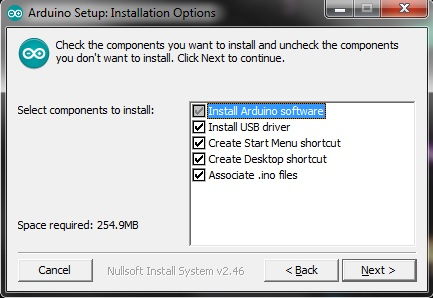 Arduino Setup: Installation Options
Check the components you want to install and uncheck the components
you don't want to install. Click Next to continue.
Select components to install:
Install Arduino software
Install USB driver
Create Start Menu shortcut
Create Desktop shortcut
Associate .ino files
Space required: 254.9MB
Cancel
Nullsoft Install System v2.46
< Back
Next >